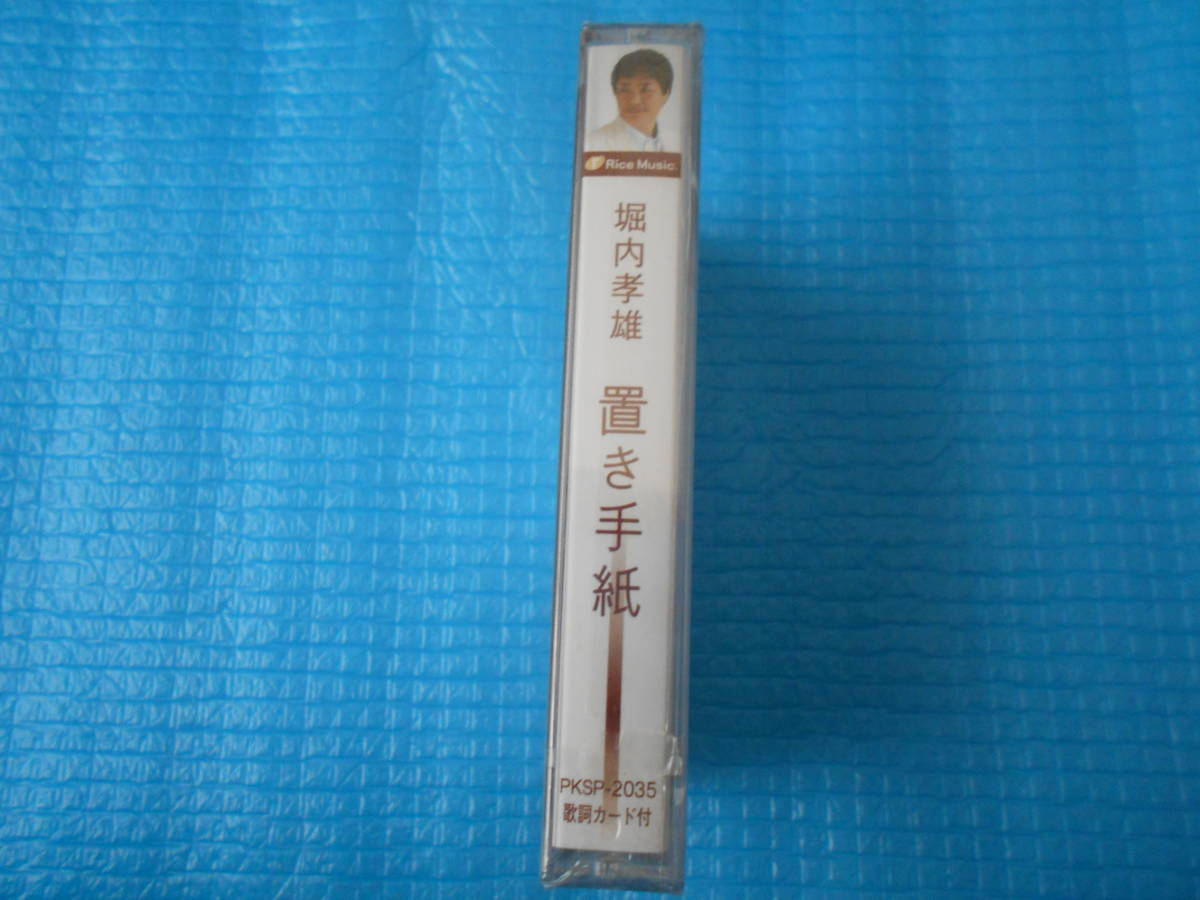 Rice Music
堀内孝雄
置き手紙
PKSP-2035
歌詞カード付